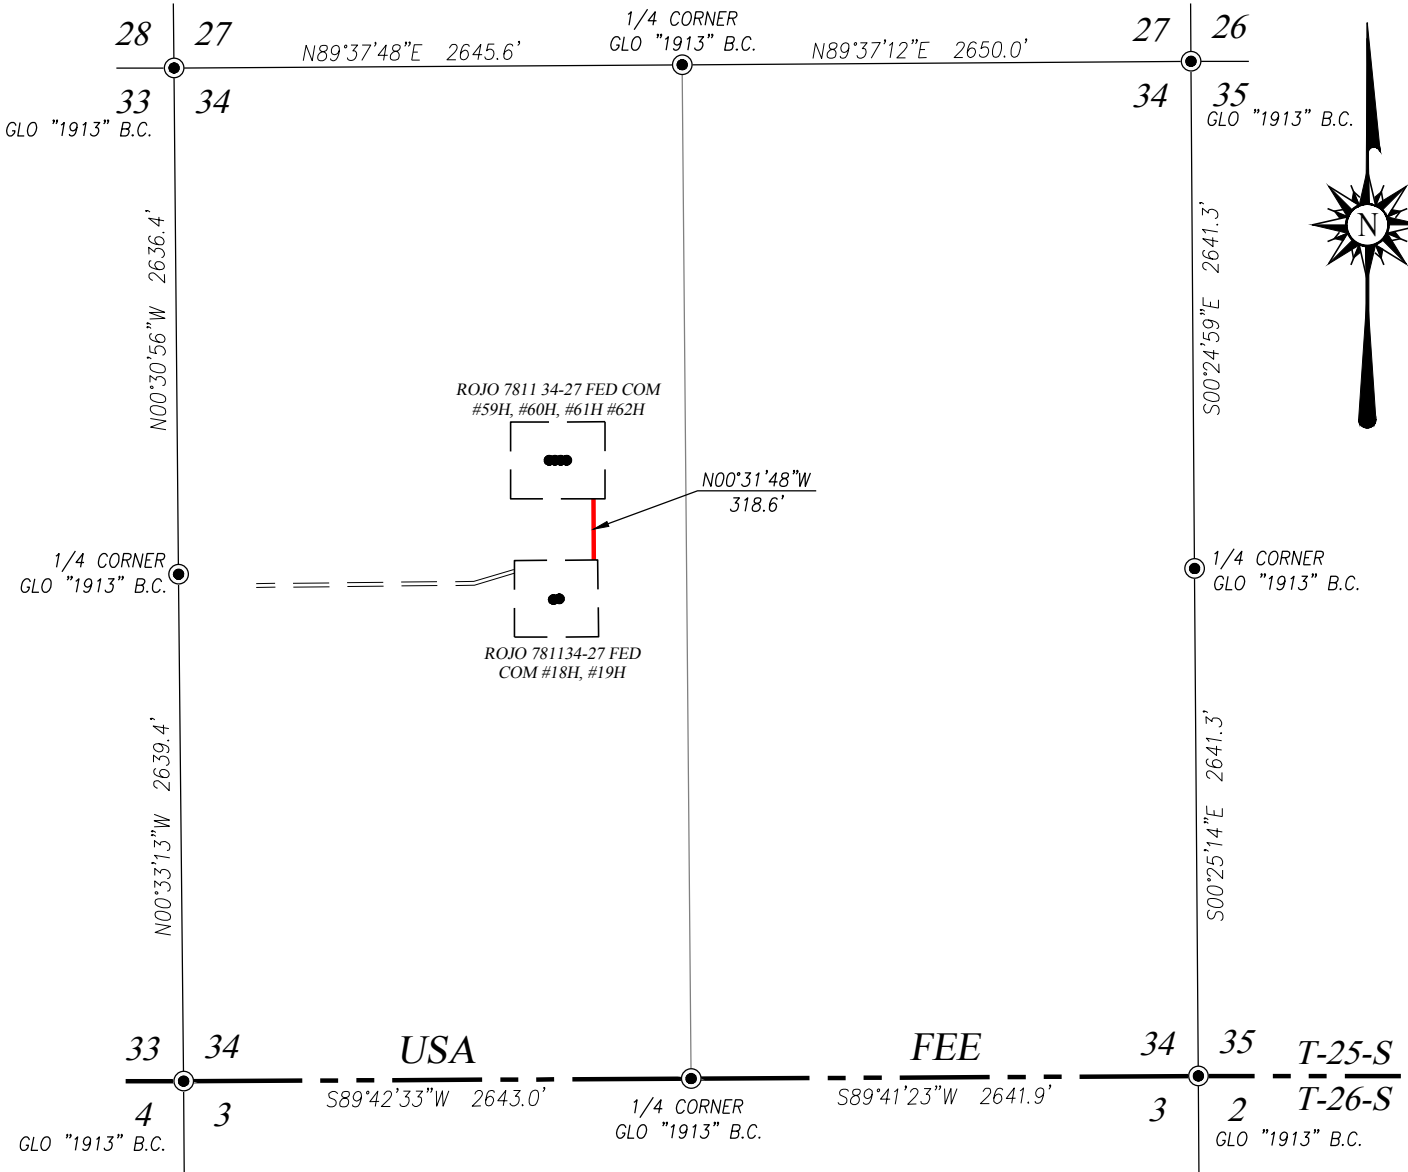 1/4 CORNER
GLO "1913" B.C.
28 27
N89°37'48"E 2645.6'
N89°37'12"E 2650.0'
27 26
33 34
GLO "1913" B.C.
34 35
GLO "1913" B.C.
N00°30'56"W 2636.4'
S00°24'59"E 2641.3'
N
ROJO 7811 34-27 FED COM
#59H, #60H, #61H #62H
N00°31'48"W
318.6'
1/4 CORNER
GLO "1913" B.C.
1/4 CORNER
GLO "1913" B.C.
ROJO 781134-27 FED
COM #18H, #19H
N00°33'13"W 2639.4'
S00°25'14"E 2641.3'
33 34
USA
FEE
34 35
T-25-S
S89°42'33"W 2643.0'
S89°41'23"W 2641.9'
T-26-S
4 3
GLO "1913" B.C.
1/4 CORNER
GLO "1913" B.C.
3 2
GLO "1913" B.C.